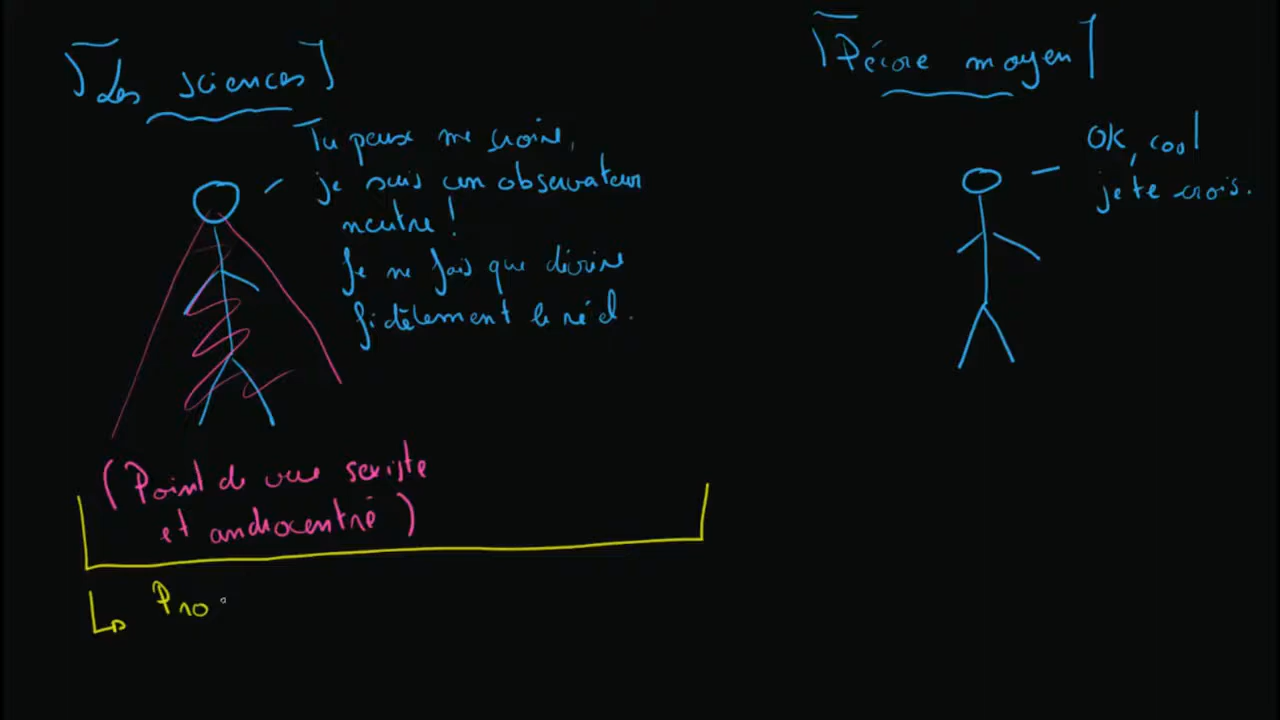 Les sciences
Tu peux me croire,
je suis un observateur
neutre !
Je ne fais que décrire
fidèlement le réel.
(Point de vue sexiste
et androcentré)
Pro
Pécore moyen
OK, cool
je te crois.